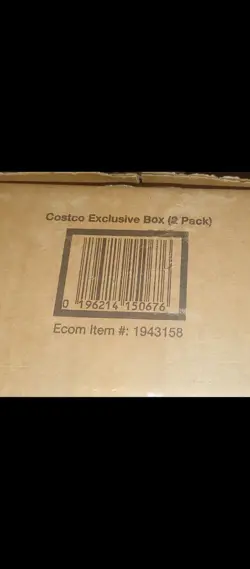 Costco Exclusive Box (2 Pack)
0 196214 150676
Ecom Item #: 1943158